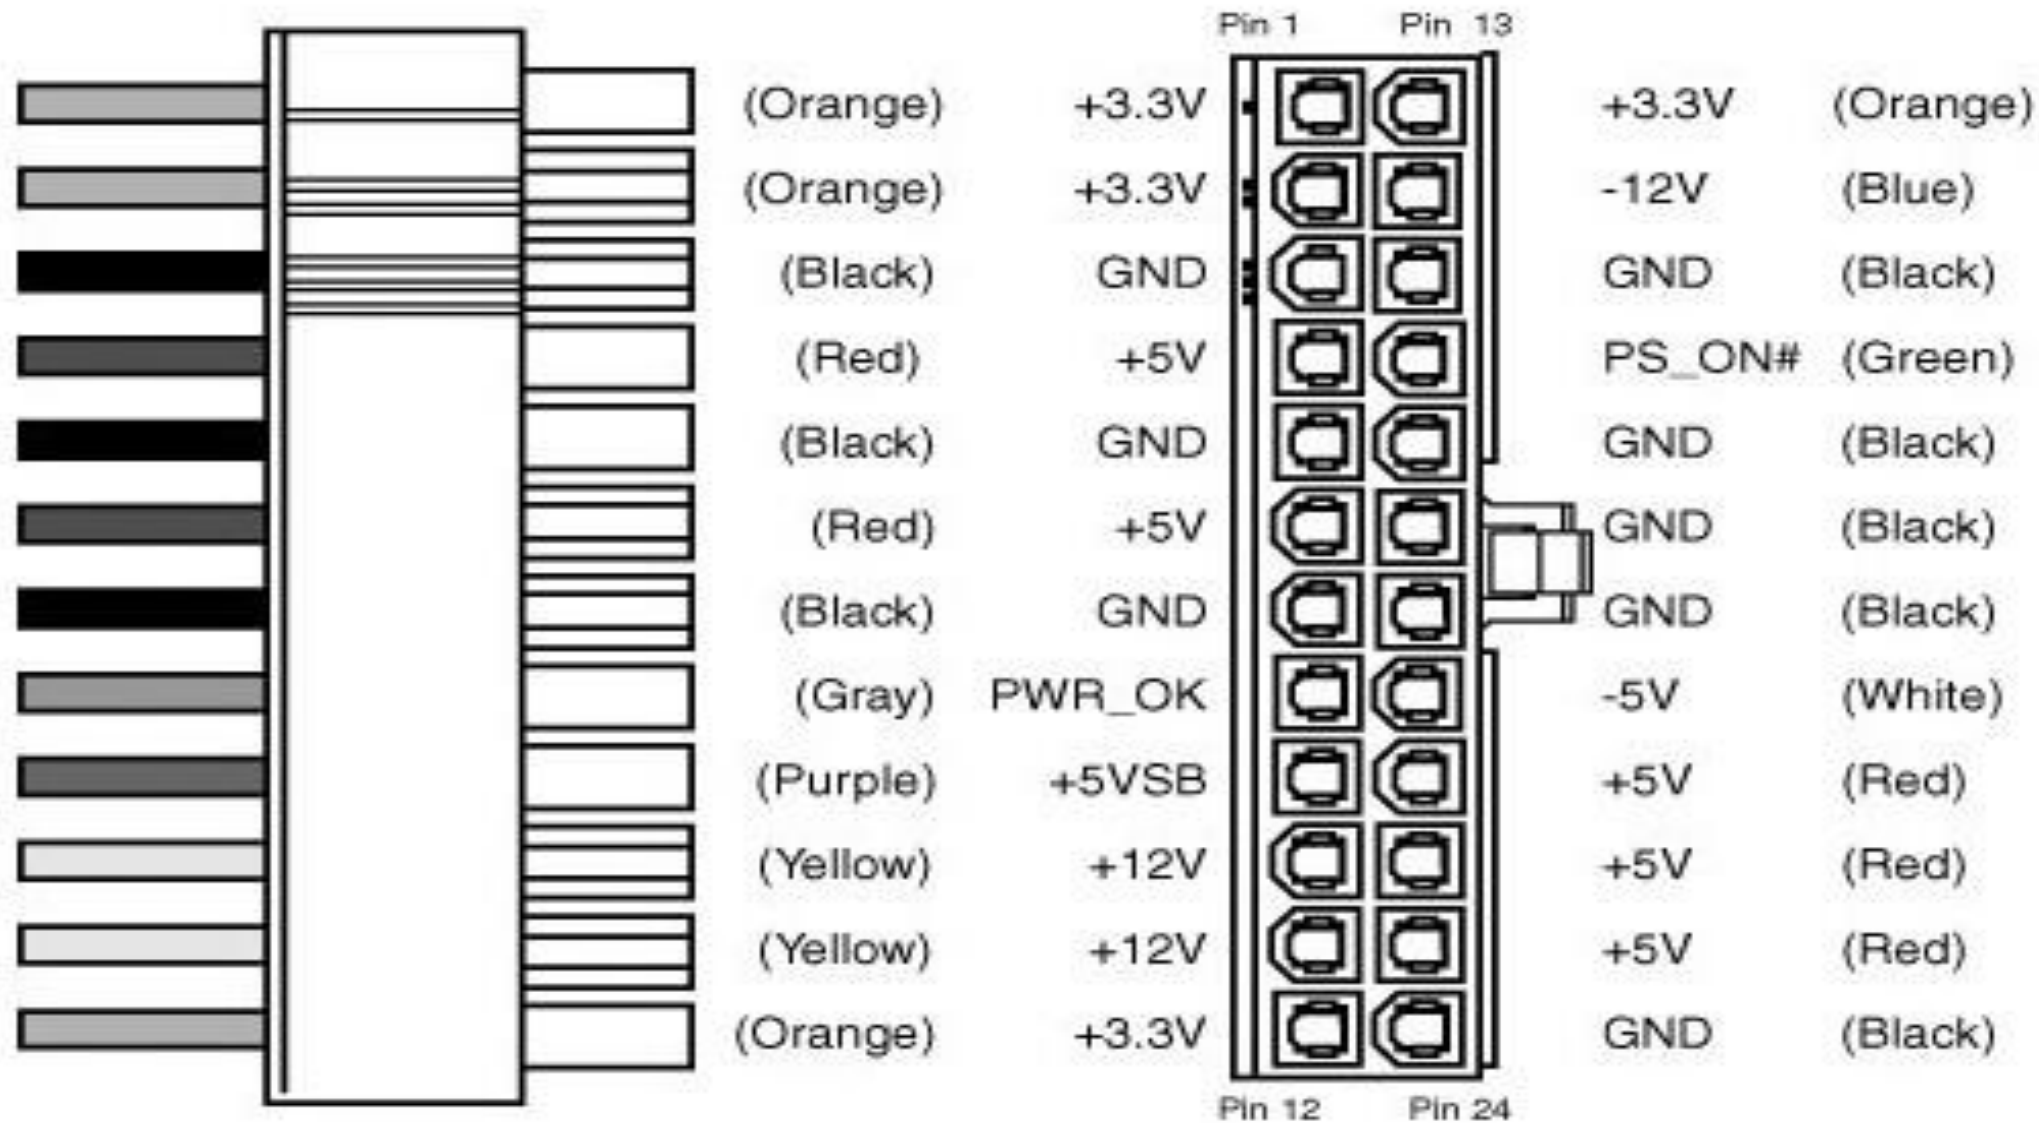 Pin 1 Pin 13
(Orange) +3.3V +3.3V (Orange)
(Orange) +3.3V -12V (Blue)
(Black) GND GND (Black)
(Red) +5V PS_ON# (Green)
(Black) GND GND (Black)
(Red) +5V GND (Black)
(Black) GND GND (Black)
(Gray) PWR_OK -5V (White)
(Purple) +5VSB +5V (Red)
(Yellow) +12V +5V (Red)
(Yellow) +12V +5V (Red)
(Orange) +3.3V GND (Black)
Pin 12 Pin 24